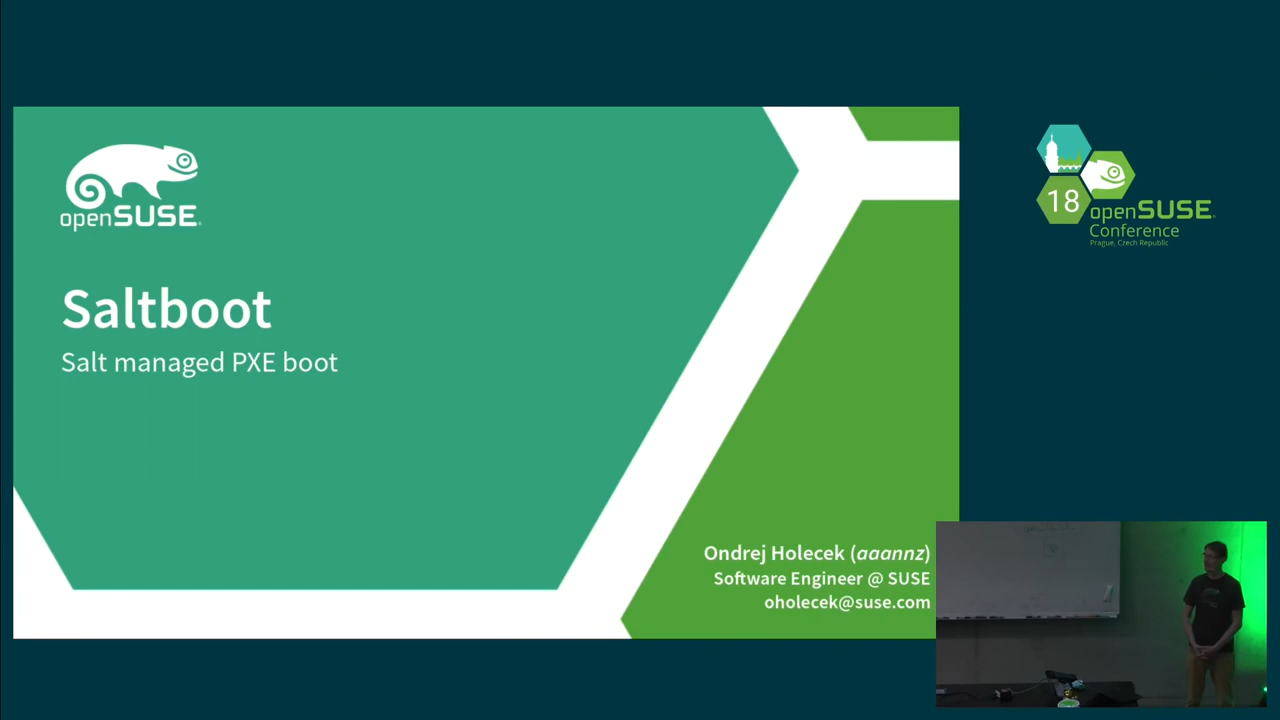 openSUSE
Saltboot
Salt managed PXE boot
Ondrej Holecek (aaannz)
Software Engineer @ SUSE
oholecek@suse.com
18
openSUSE
Conference
Prague, Czech Republic